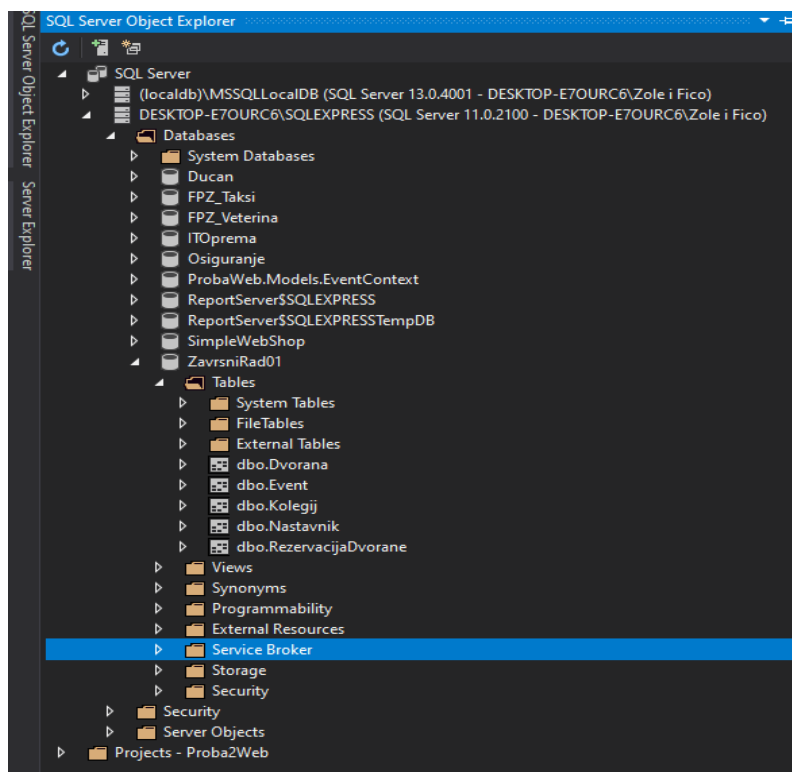 SQL Server Object Explorer
SQL Server Object Explorer
Server Explorer
SQL Server
(localdb)\MSSQLLocalDB (SQL Server 13.0.4001 - DESKTOP-E7OURC6\Zole i Fico)
DESKTOP-E7OURC6\SQLEXPRESS (SQL Server 11.0.2100 - DESKTOP-E7OURC6\Zole i Fico)
Databases
System Databases
Ducan
FPZ_Taksi
FPZ_Veterina
ITOprema
Osiguranje
ProbaWeb.Models.EventContext
ReportServer$SQLEXPRESS
ReportServer$SQLEXPRESSTempDB
SimpleWebShop
ZavrsniRad01
Tables
System Tables
FileTables
External Tables
dbo.Dvorana
dbo.Event
dbo.Kolegij
dbo.Nastavnik
dbo.RezervacijaDvorane
Views
Synonyms
Programmability
External Resources
Service Broker
Storage
Security
Security
Server Objects
Projects - Proba2Web